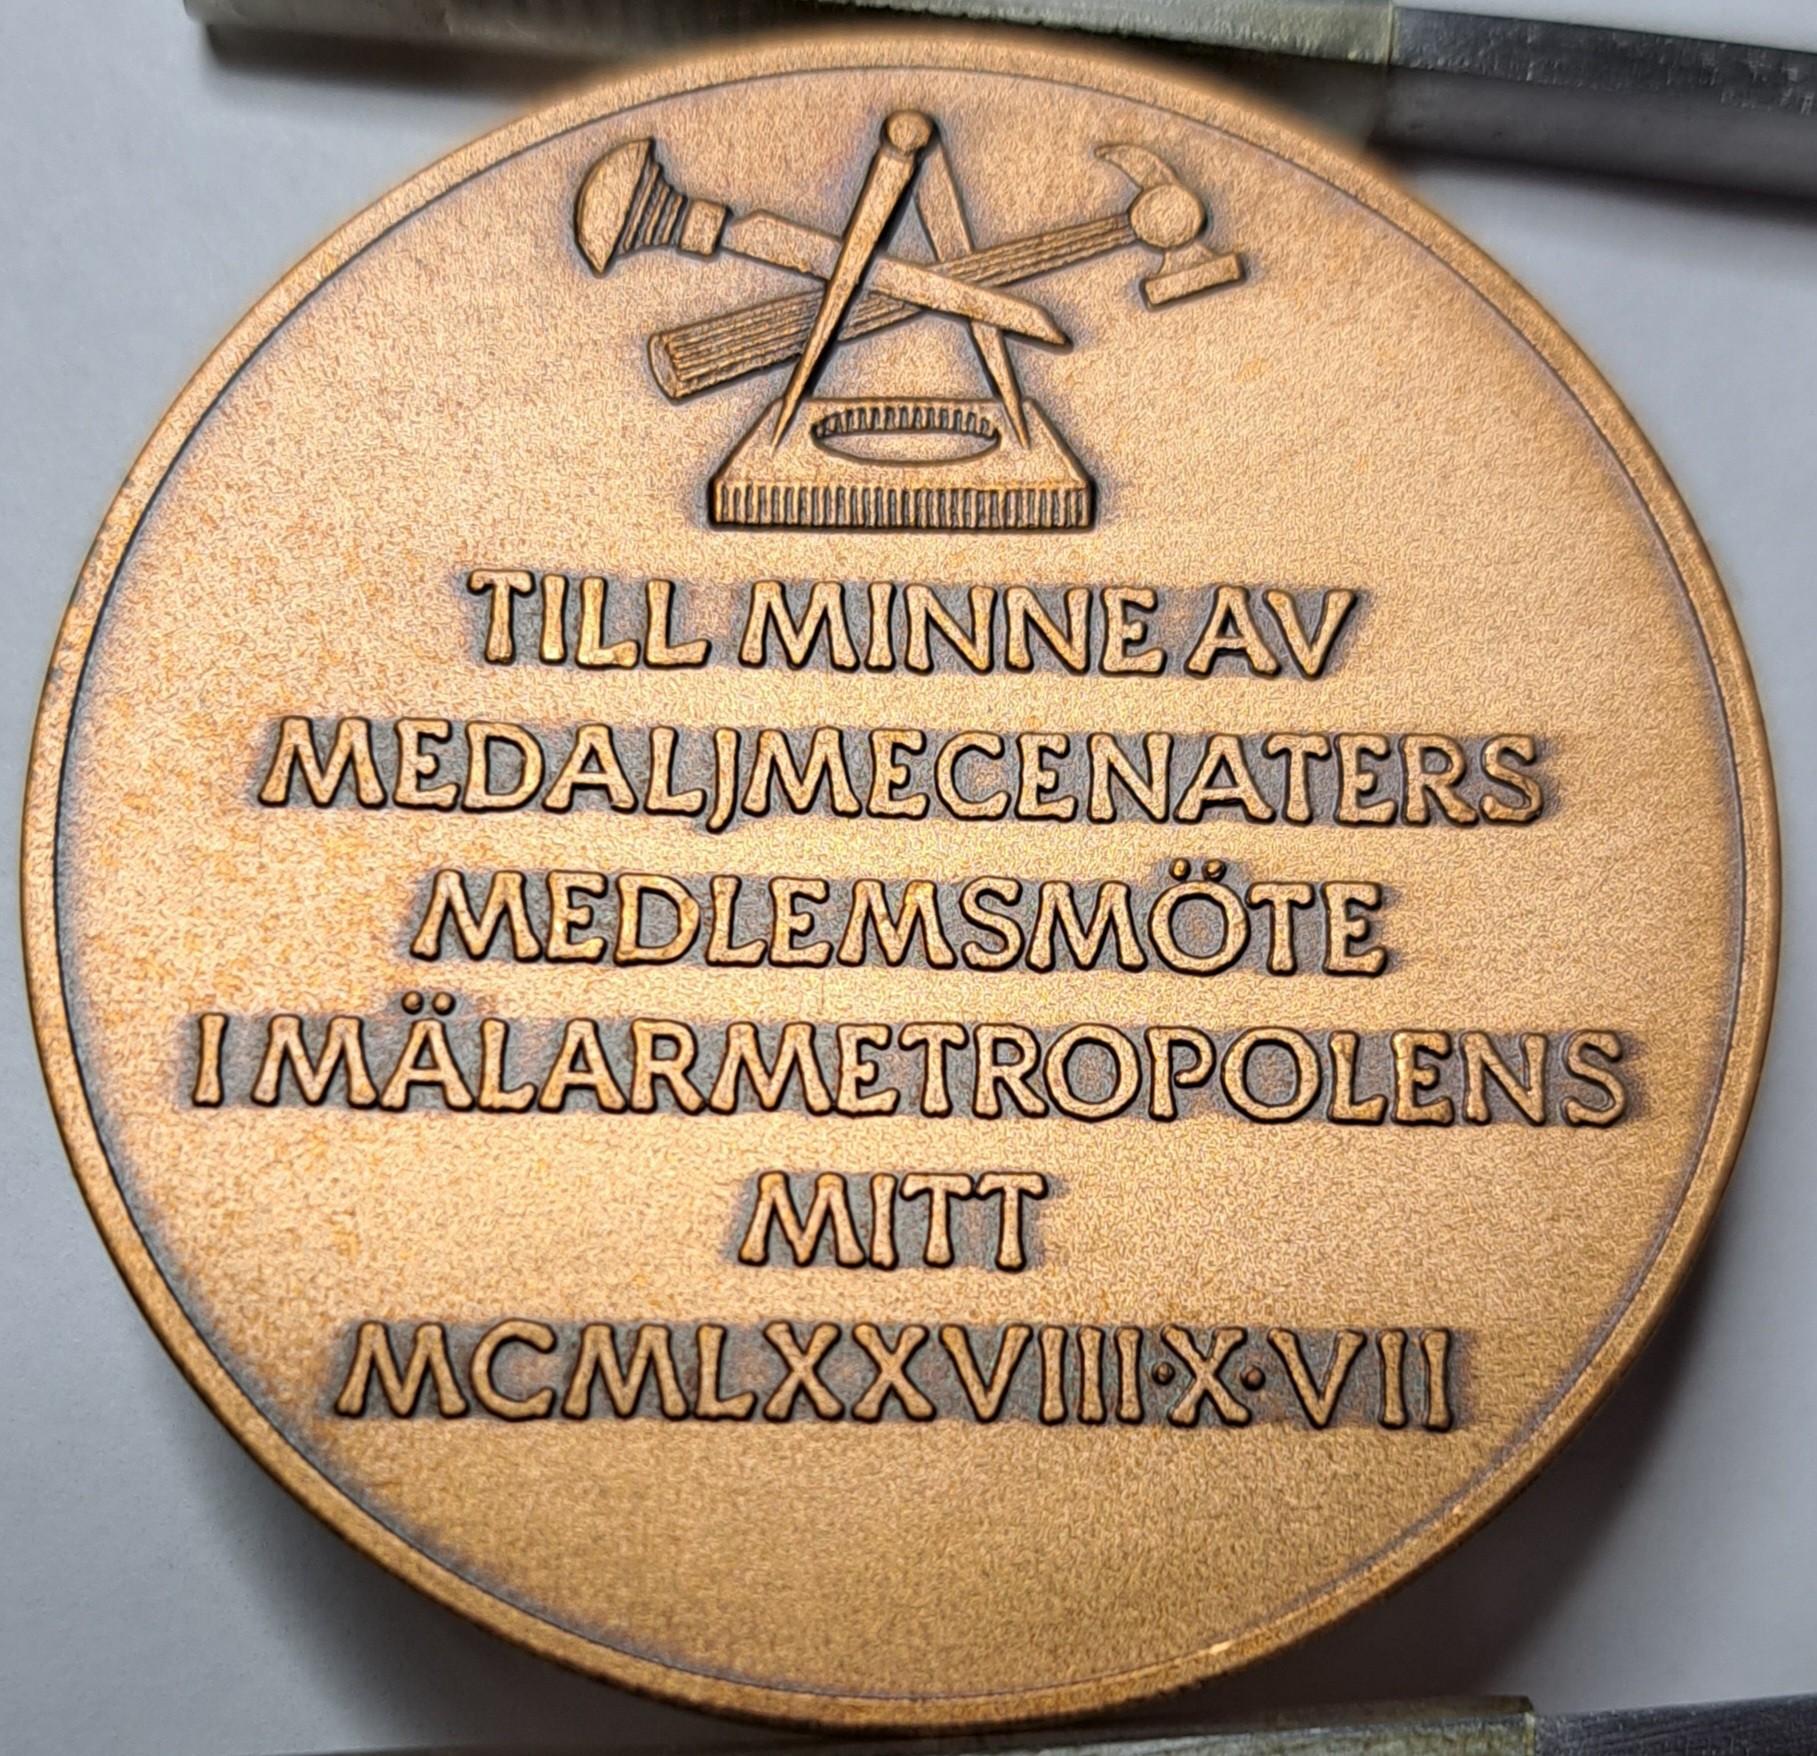 TILL MINNE AV
MEDALJMECENATERS
MEDLEMSMÖTE
I MÄLARMETROPOLENS
MITT
MCMLXXVIII·X·VII